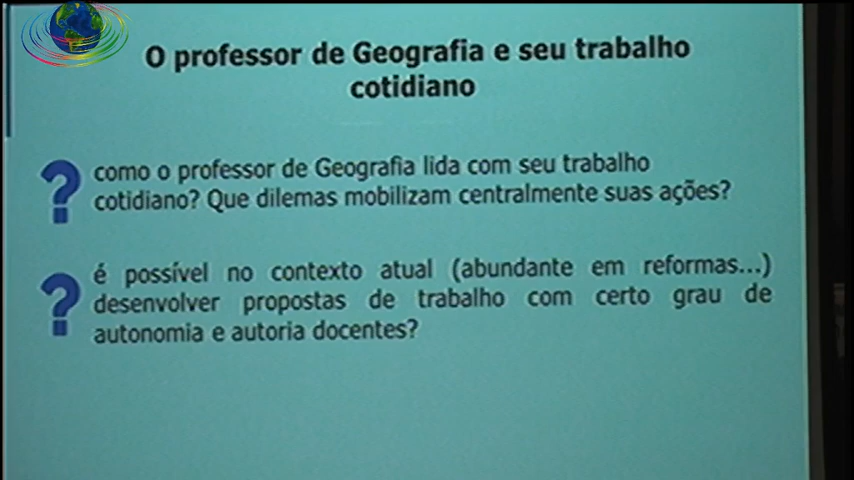 O professor de Geografia e seu trabalho
cotidiano
? como o professor de Geografia lida com seu trabalho
cotidiano? Que dilemas mobilizam centralmente suas ações?
? é possível no contexto atual (abundante em reformas...)
desenvolver propostas de trabalho com certo grau de
autonomia e autoria docentes?